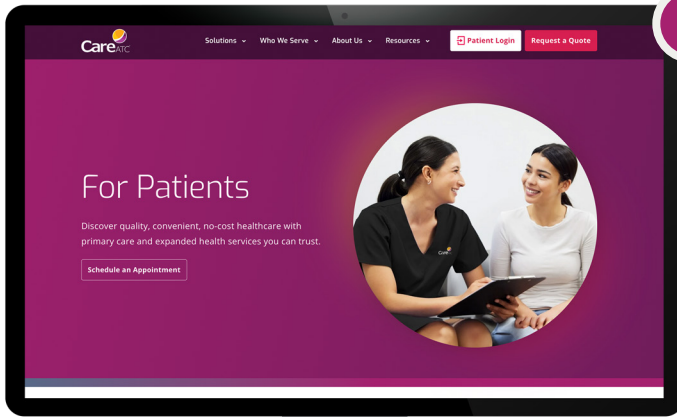 CareATC
Solutions Who We Serve About Us Resources Patient Login Request a Quote
For Patients
Discover quality, convenient, no-cost healthcare with
primary care and expanded health services you can trust.
Schedule an Appointment
Care